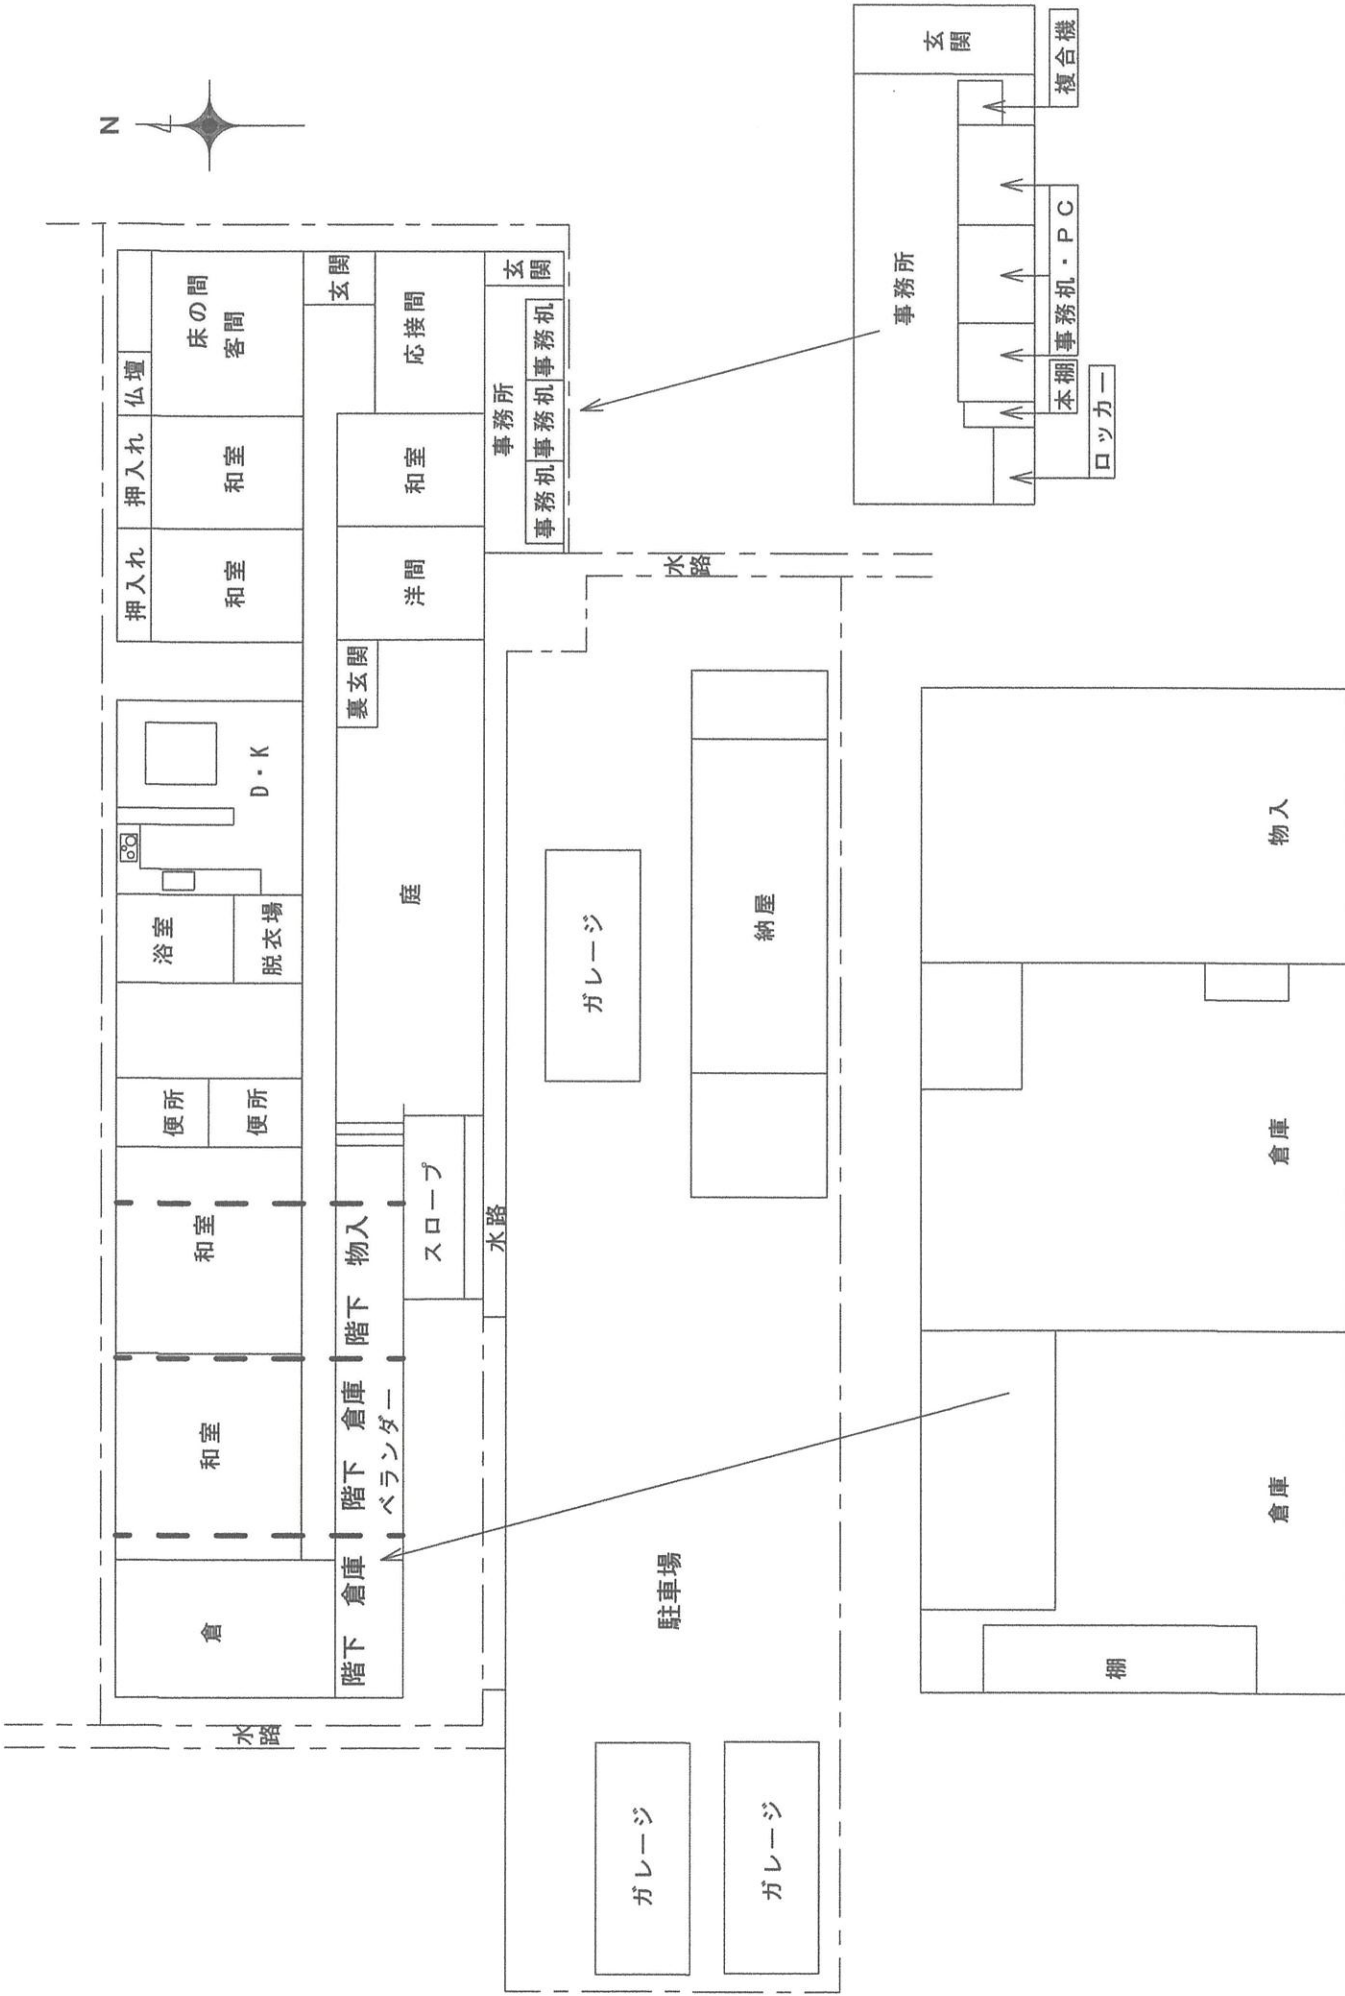 N
仏壇
押入れ
押入れ
床の間
客間
和室
和室
玄関
応接間
和室
洋間
裏玄関
玄関
事務所
事務机
事務机
事務机
D・K
浴室
脱衣場
便所
便所
和室
和室
倉
庭
階下 物入
階下 倉庫
階下 倉庫
ベランダー
スロープ
水路
水路
水路
ガレージ
納屋
駐車場
ガレージ
ガレージ
玄関
事務所
複合機
事務机・PC
本棚
ロッカー
物入
倉庫
倉庫
棚